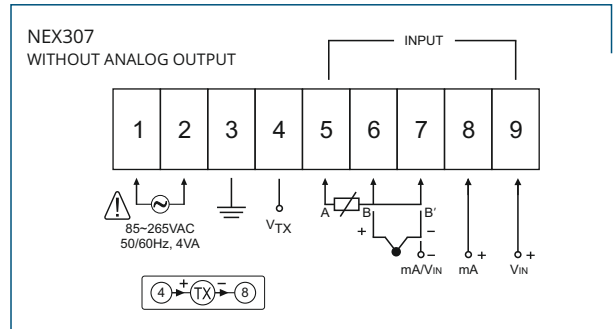 NEX307
WITHOUT ANALOG OUTPUT
INPUT
1 2 3 4 5 6 7 8 9
A B B′
85~265VAC
50/60Hz, 4VA
VTX
+ −
− + +
mA/VIN mA VIN
4 + TX − 8